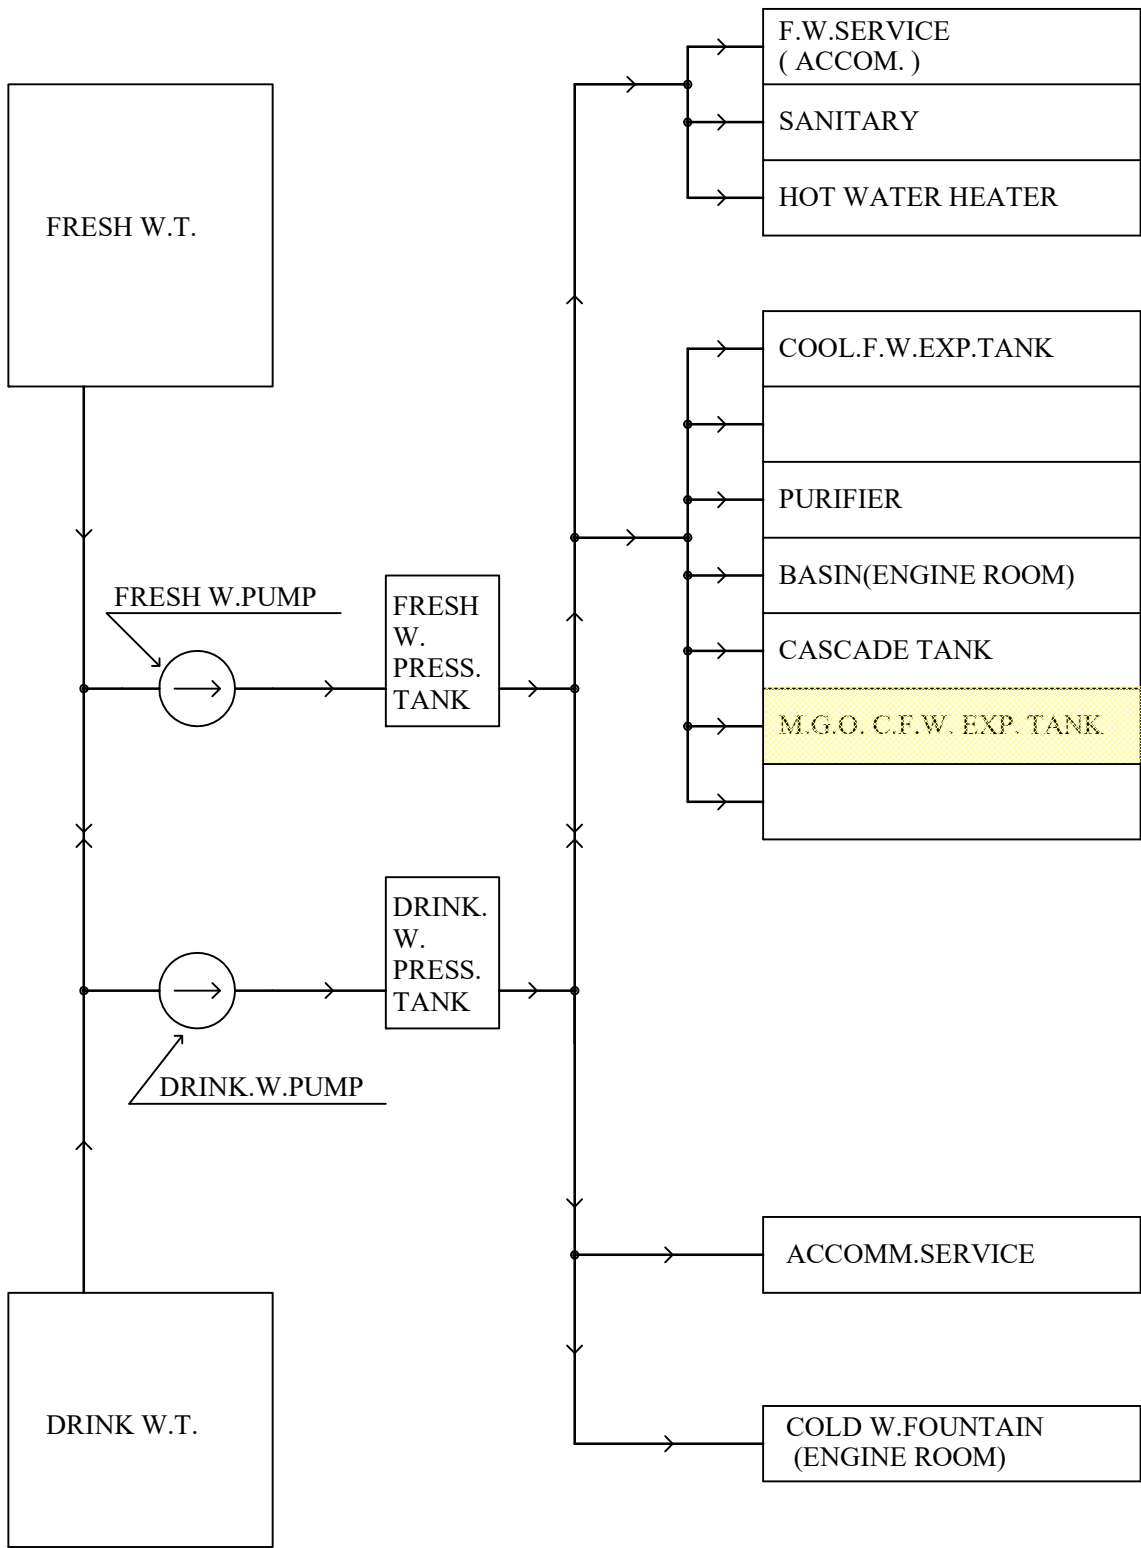 F.W.SERVICE
( ACCOM. )
SANITARY
HOT WATER HEATER
FRESH W.T.
COOL.F.W.EXP.TANK
PURIFIER
BASIN(ENGINE ROOM)
CASCADE TANK
M.G.O. C.F.W. EXP. TANK
FRESH W.PUMP
FRESH
W.
PRESS.
TANK
DRINK.
W.
PRESS.
TANK
DRINK.W.PUMP
ACCOMM.SERVICE
DRINK W.T.
COLD W.FOUNTAIN
(ENGINE ROOM)